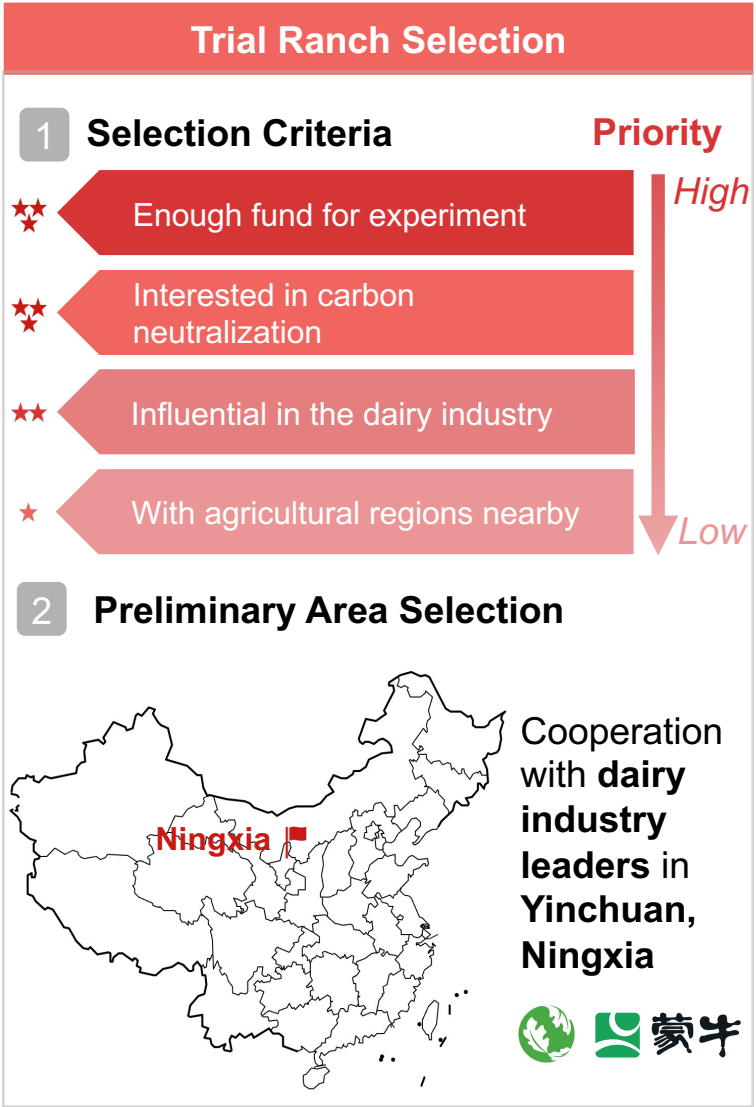 Trial Ranch Selection
1 Selection Criteria
Priority
High
Enough fund for experiment
Interested in carbon
neutralization
Influential in the dairy industry
With agricultural regions nearby
Low
2 Preliminary Area Selection
Ningxia
Cooperation
with dairy
industry
leaders in
Yinchuan,
Ningxia
蒙牛